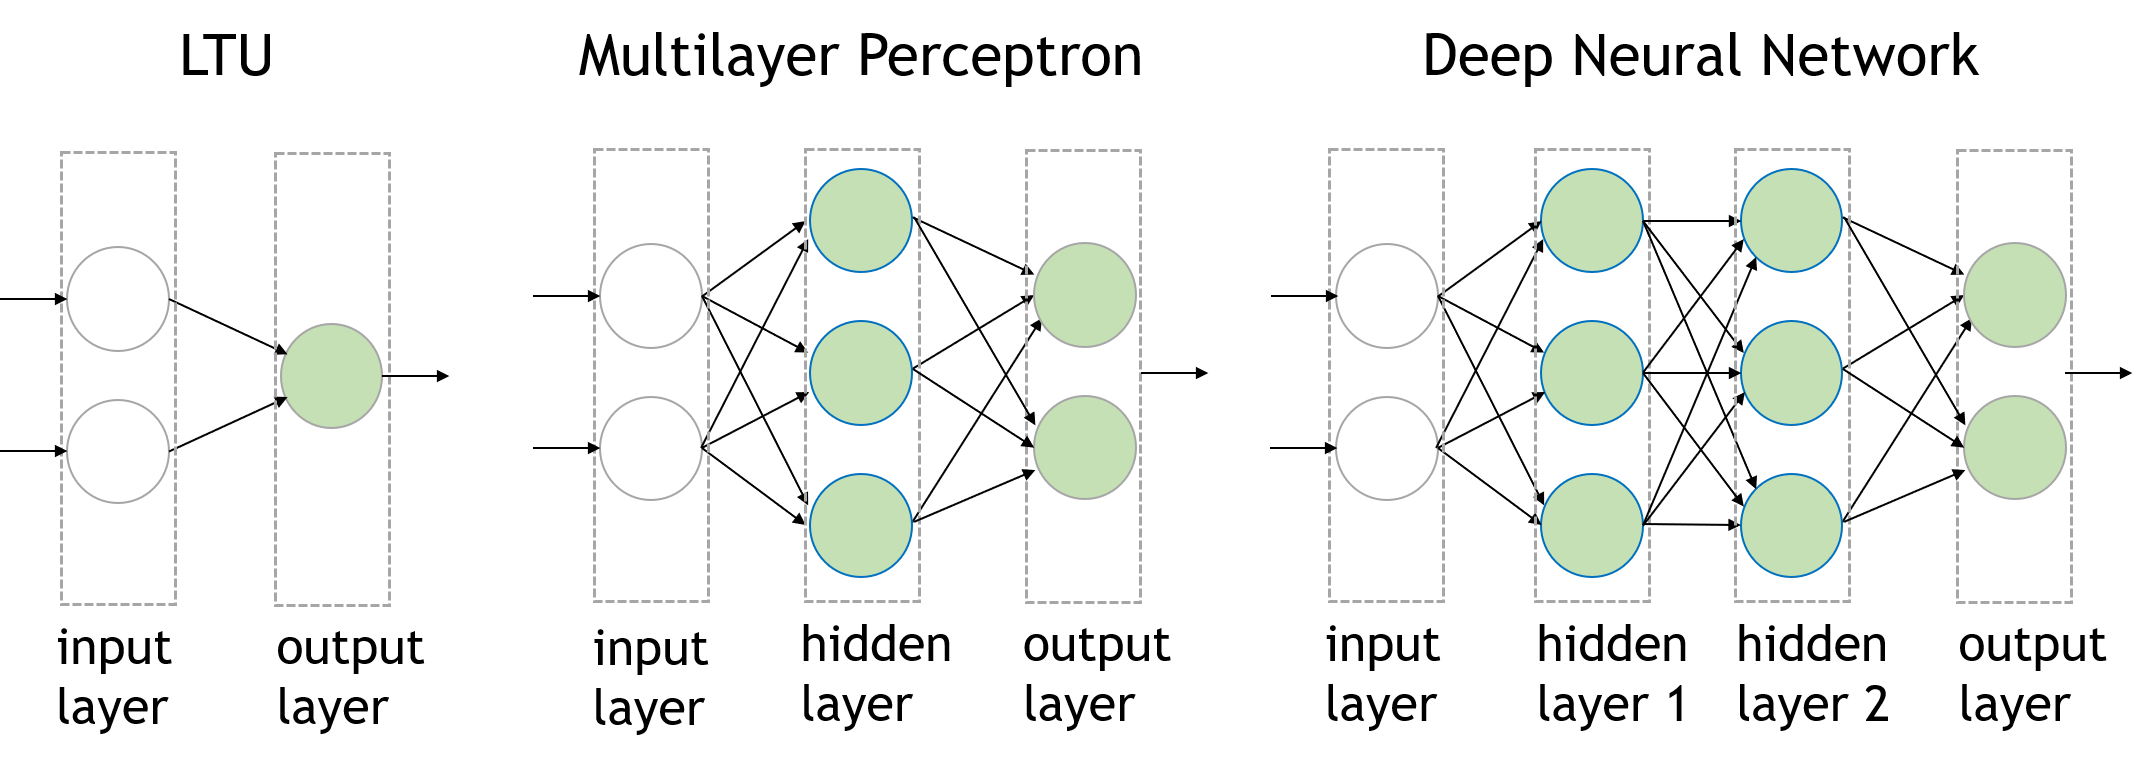 LTU
input
layer
output
layer
Multilayer Perceptron
input
layer
hidden
layer
output
layer
Deep Neural Network
input
layer
hidden
layer 1
hidden
layer 2
output
layer